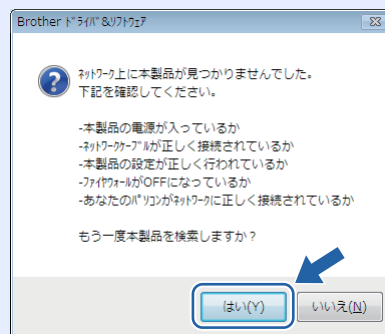 Brother ﾄﾞﾗｲﾊﾞ&ｿﾌﾄｳｪｱ
ﾈｯﾄﾜｰｸ上に本製品が見つかりませんでした。
下記を確認してください。
-本製品の電源が入っているか
-ﾈｯﾄﾜｰｸｹｰﾌﾞﾙが正しく接続されているか
-本製品の設定が正しく行われているか
-ﾌｧｲﾔｳｫｰﾙがOFFになっているか
-あなたのﾊﾟｿｺﾝがﾈｯﾄﾜｰｸに正しく接続されているか
もう一度本製品を検索しますか？
はい(Y) いいえ(N)